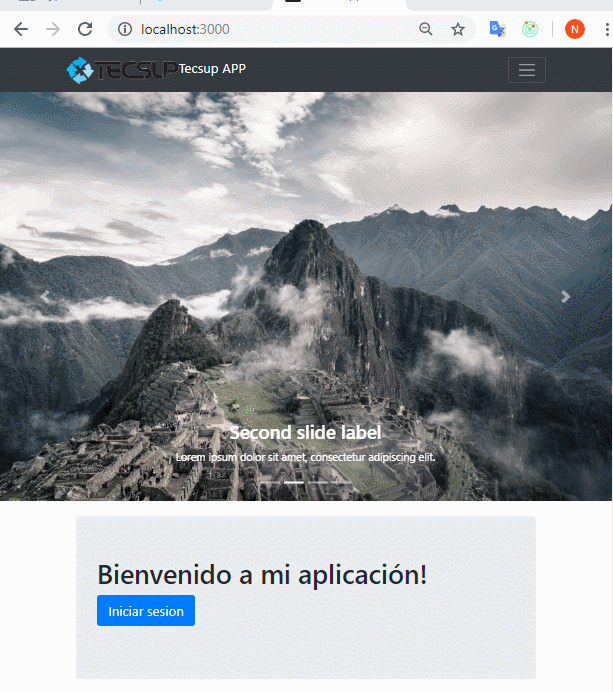 localhost:3000
N
TECSUP Tecsup APP
Second slide label
Lorem ipsum dolor sit amet, consectetur adipiscing elit.
Bienvenido a mi aplicación!
Iniciar sesion